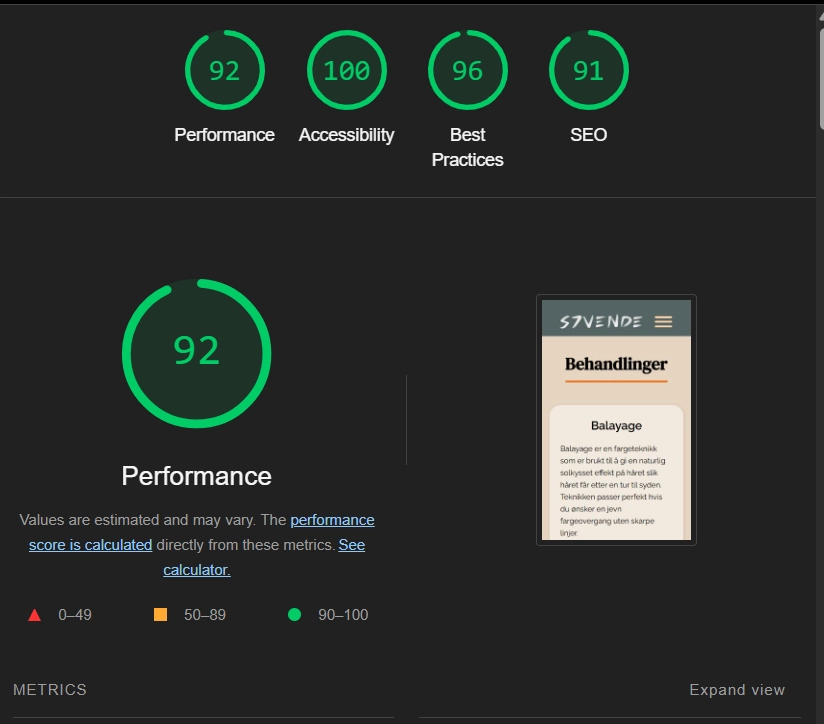 92
100
96
91
Performance
Accessibility
Best
Practices
SEO
92
Performance
Values are estimated and may vary. The performance
score is calculated directly from these metrics. See
calculator.
0–49
50–89
90–100
S7VENDE
Behandlinger
Balayage
Balayage er en fargeteknikk
som er brukt til å gi en naturlig
solkysset effekt på håret slik
håret får etter en tur til syden.
Teknikken passer perfekt hvis
du ønsker en jevn
fargeovergang uten skarpe
linjer
METRICS
Expand view